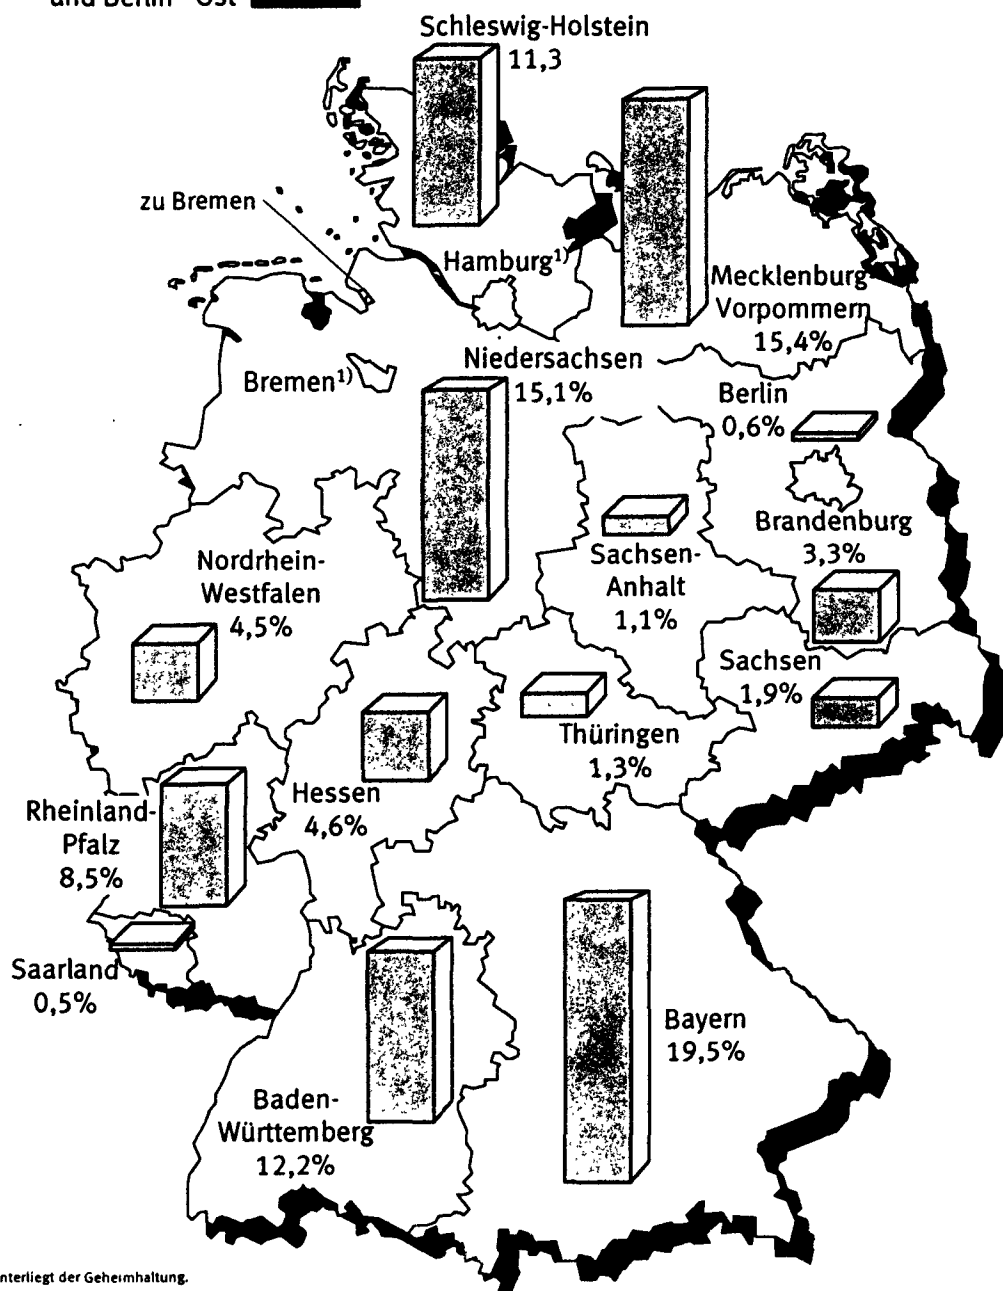 und Berlin - Ost
Schleswig-Holstein
11,3
zu Bremen
Hamburg¹⁾
Mecklenburg
Vorpommern
15,4%
Niedersachsen
15,1%
Bremen¹⁾
Berlin
0,6%
Brandenburg
3,3%
Nordrhein-
Westfalen
4,5%
Sachsen-
Anhalt
1,1%
Sachsen
1,9%
Thüringen
1,3%
Hessen
4,6%
Rheinland-
Pfalz
8,5%
Saarland
0,5%
Bayern
19,5%
Baden-
Württemberg
12,2%
nterliegt der Geheimhaltung.